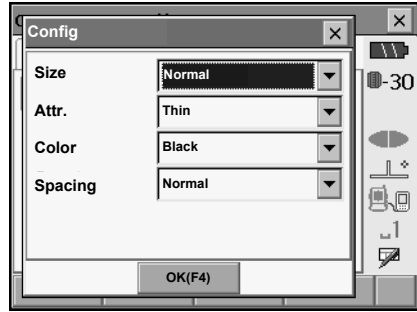 Config
Size Normal
Attr. Thin
Color Black
Spacing Normal
OK(F4)
-30
1